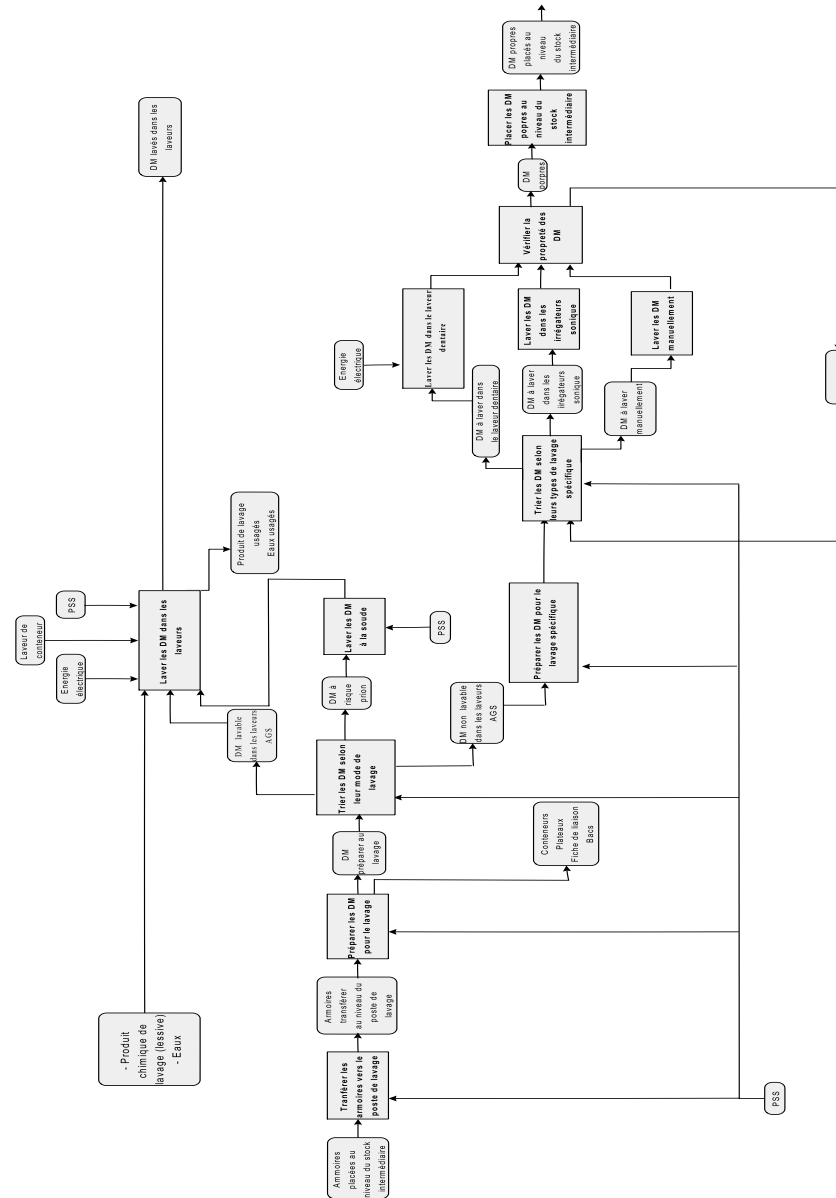 Ammoires
placées au
niveau du stock
intermédiaire
Tranférer les
armoires vers le
poste de lavage
Armoires
transférer
au niveau du
poste de
lavage
Préparer les DM
pour le lavage
DM
préparer au
lavage
Conteneurs
Plateaux
Fiche de liaison
Bacs
Trier les DM selon
leur mode de
lavage
DM lavable
dans les laveurs
AGS
DM à
risque
prion
DM non lavable
dans les laveurs
AGS
Laver les DM
à la soude
PSS
- Produit
chimique de
lavage (lessive)
- Eaux
Energie
électrique
Laveur de
conteneur
PSS
Laver les DM dans les
laveurs
Produit de lavage
usagés
Eaux usagés
DM lavés dans les
laveurs
Préparer les DM pour le
lavage spécifique
Trier les DM selon
leurs types de lavage
spécifique
DM à laver dans
le laveur dentaire
DM à laver
dans les
iirégateurs
sonique
DM à laver
manuellement
Energie
électrique
Laver les DM dans le laveur
dentaire
Laver les DM
dans les
irrégateurs
sonique
Laver les DM
manuellement
Vérifier la
propreté des
DM
DM
porpres
Placer les DM
popres au
niveau du
stock
intermédiaire
DM propres
placés au
niveau
du stock
intermédiaire
PSS